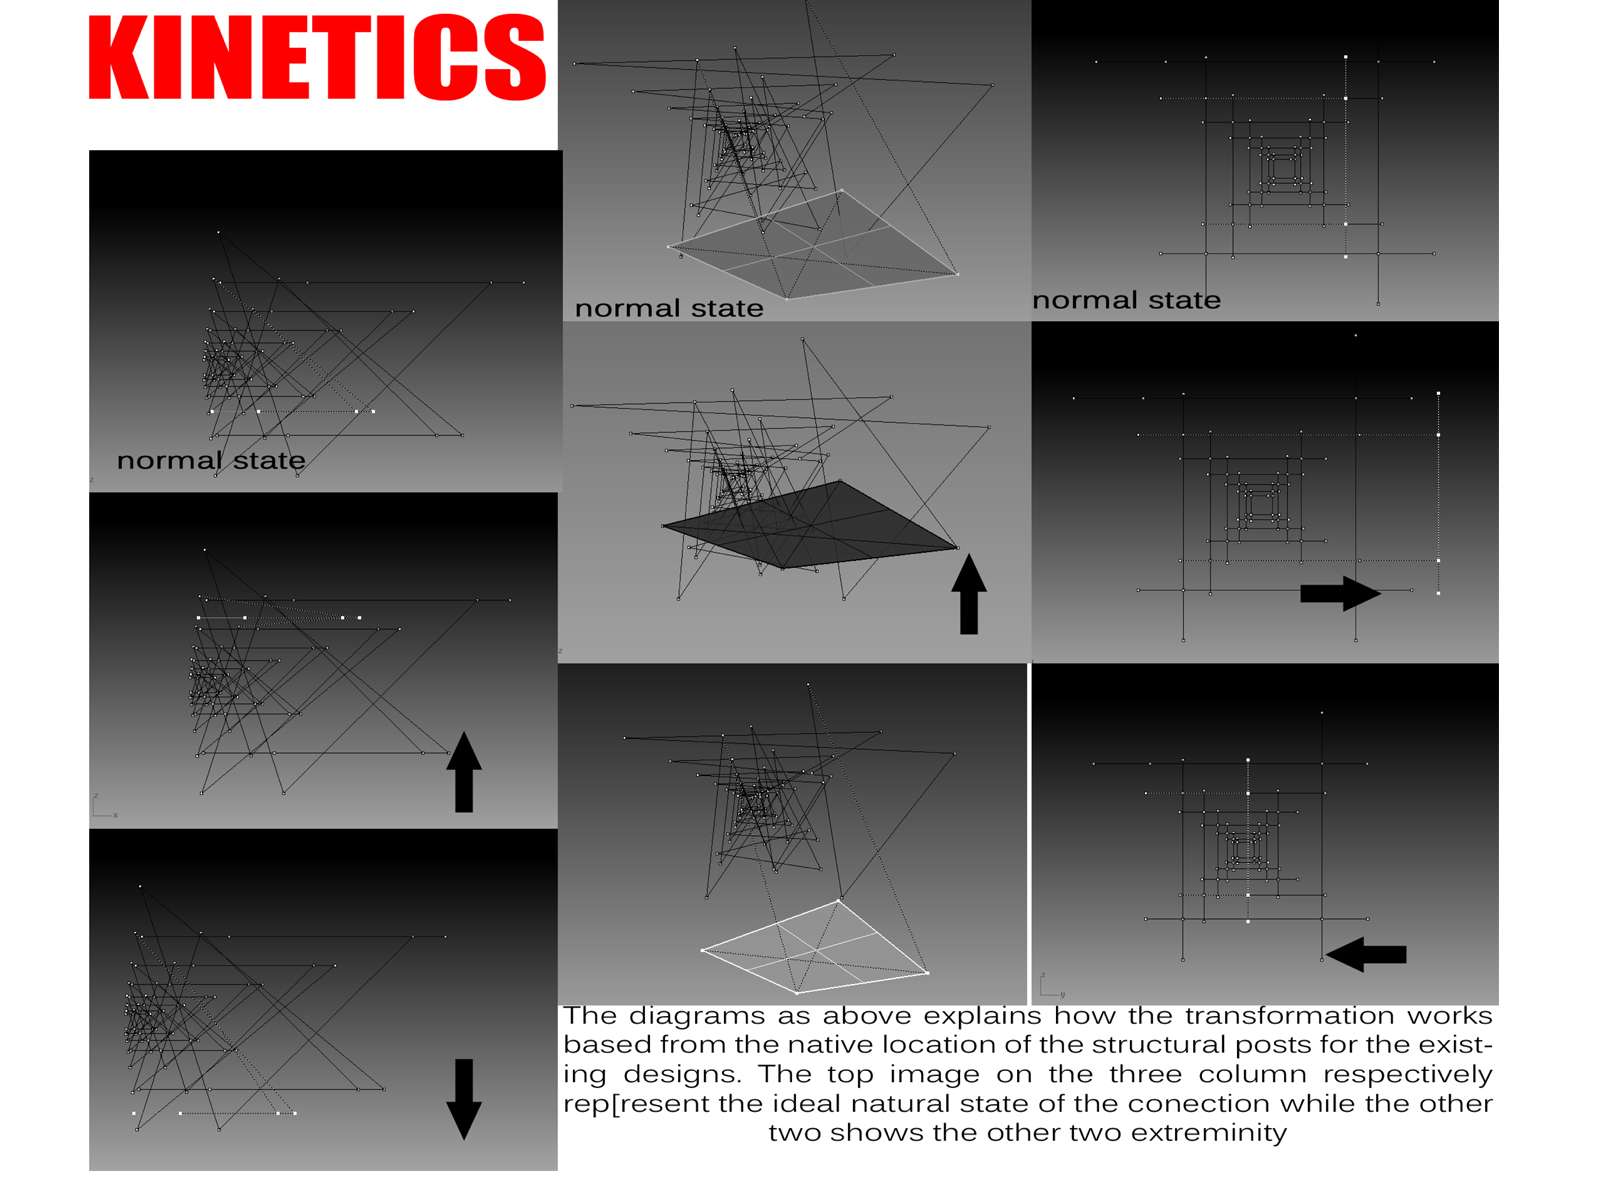 KINETICS
normal state
normal state
normal state
z
z
x
z
y
The diagrams as above explains how the transformation works
based from the native location of the structural posts for the exist-
ing designs. The top image on the three column respectively
rep[resent the ideal natural state of the conection while the other
two shows the other two extreminity